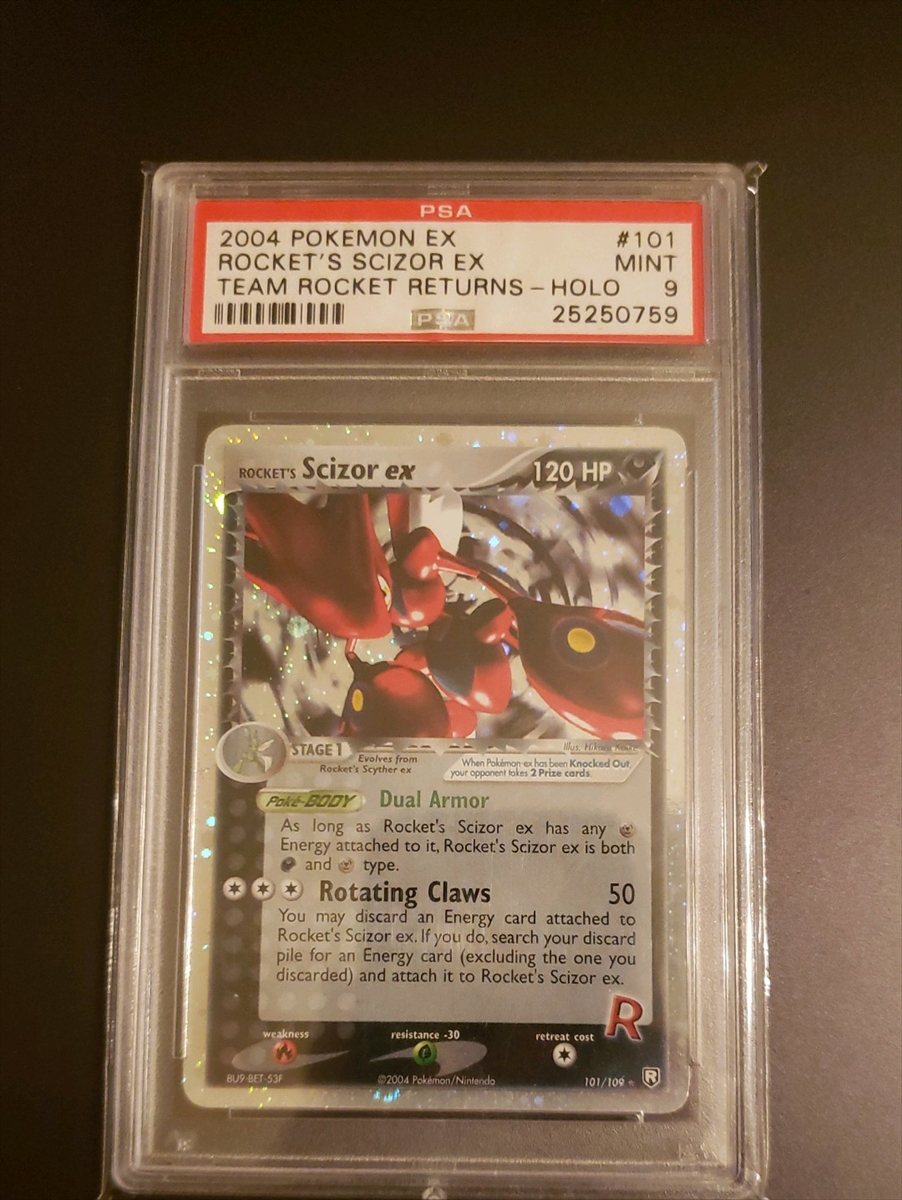 PSA
2004 POKEMON EX #101
ROCKET'S SCIZOR EX MINT
TEAM ROCKET RETURNS - HOLO 9
PSA 25250759
ROCKET'S Scizor ex 120 HP
Illus. Hikaru
STAGE 1
Evolves from
Rocket's Scyther ex
When Pokémon-ex has been Knocked Out,
your opponent takes 2 Prize cards.
Poké-BODY Dual Armor
As long as Rocket's Scizor ex has any
Energy attached to it, Rocket's Scizor ex is both
and type.
Rotating Claws 50
You may discard an Energy card attached to
Rocket's Scizor ex. If you do, search your discard
pile for an Energy card (excluding the one you
discarded) and attach it to Rocket's Scizor ex.
R
weakness resistance -30 retreat cost
BU9-BET-53F ©2004 Pokémon/Nintendo 101/109 ★ R